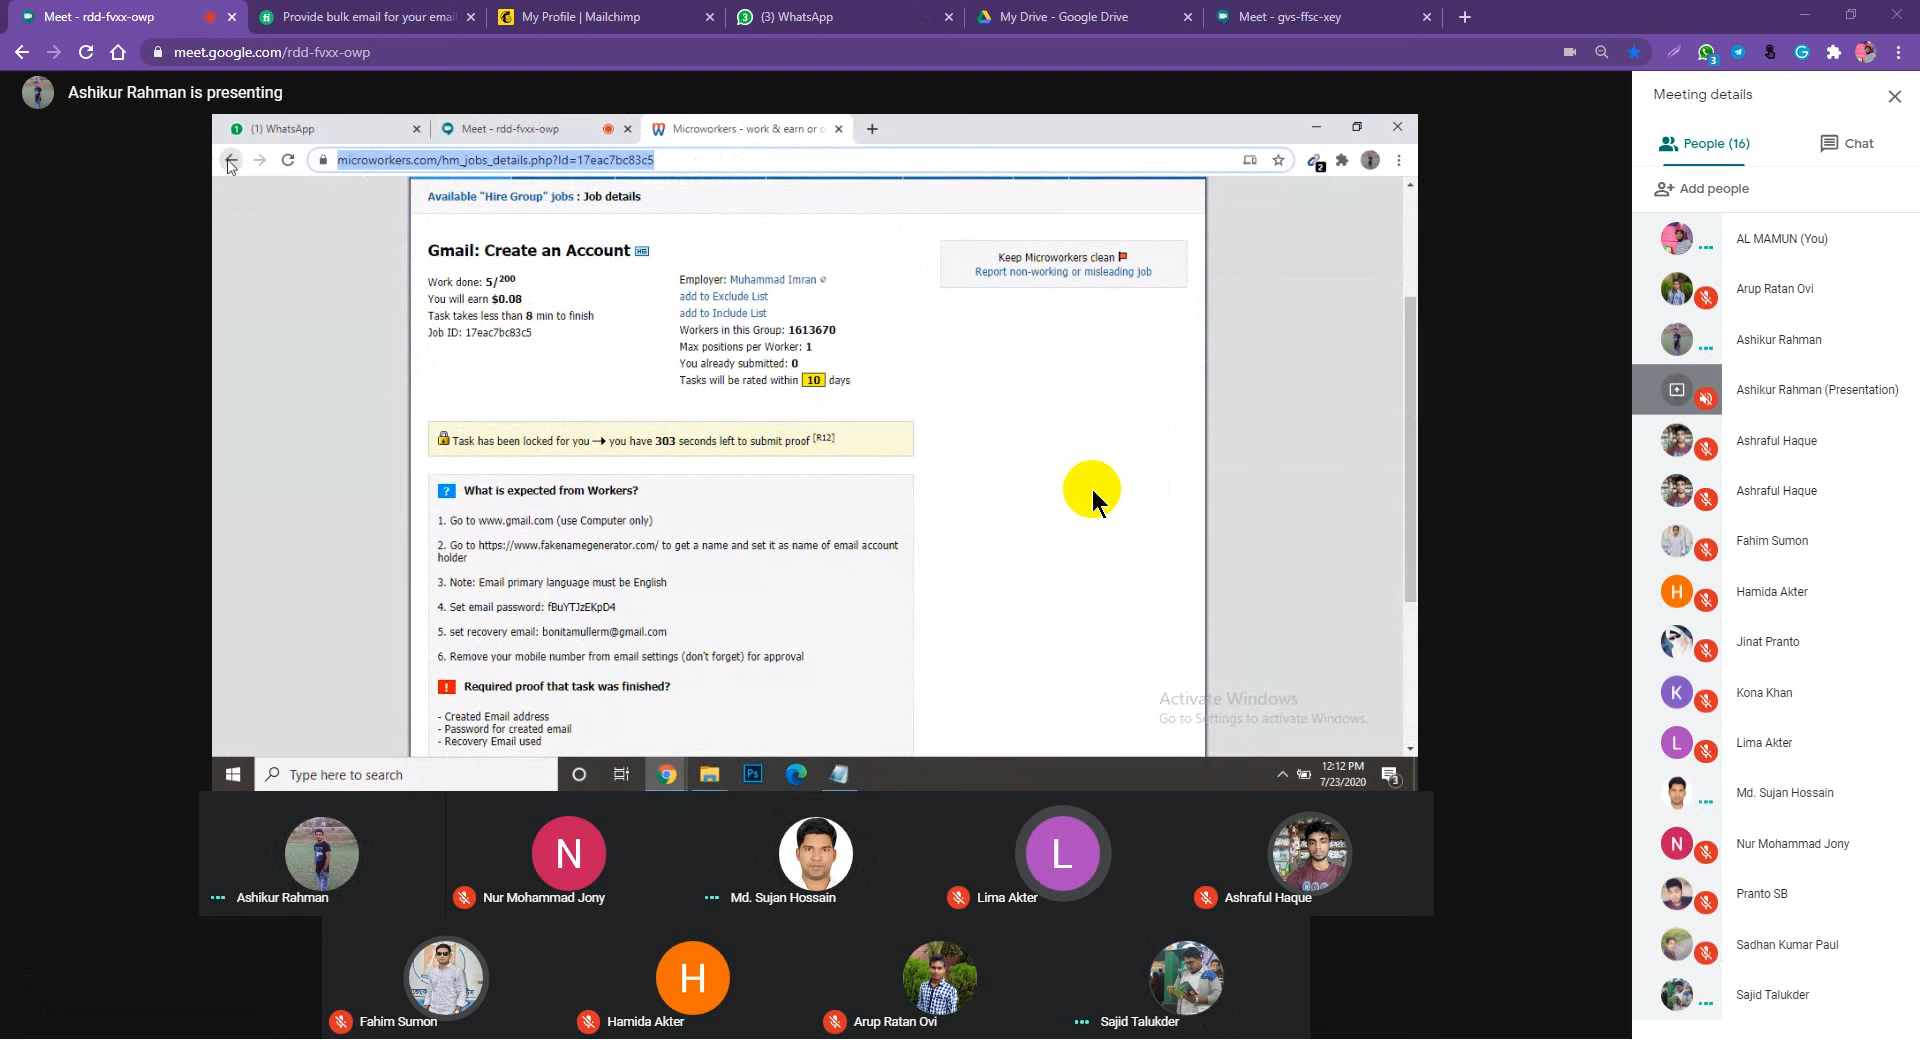 Meet - rdd-fvxx-owp
Provide bulk email for your emai
My Profile | Mailchimp
(3) WhatsApp
My Drive - Google Drive
Meet - gvs-ffsc-xey
meet.google.com/rdd-fvxx-owp
3
Ashikur Rahman is presenting
(1) WhatsApp
Meet - rdd-fvxx-owp
Microworkers - work & earn or o
microworkers.com/hm_jobs_details.php?Id=17eac7bc83c5
2
Available "Hire Group" jobs : Job details
Gmail: Create an Account HG
Work done: 5/200
You will earn $0.08
Task takes less than 8 min to finish
Job ID: 17eac7bc83c5
Employer: Muhammad Imran
add to Exclude List
add to Include List
Workers in this Group: 1613670
Max positions per Worker: 1
You already submitted: 0
Tasks will be rated within 10 days
Keep Microworkers clean
Report non-working or misleading job
Task has been locked for you → you have 303 seconds left to submit proof [R12]
? What is expected from Workers?
1. Go to www.gmail.com (use Computer only)
2. Go to https://www.fakenamegenerator.com/ to get a name and set it as name of email account
holder
3. Note: Email primary language must be English
4. Set email password: fBuYTJzEKpD4
5. set recovery email: bonitamullerm@gmail.com
6. Remove your mobile number from email settings (don't forget) for approval
! Required proof that task was finished?
- Created Email address
- Password for created email
- Recovery Email used
Activate Windows
Go to Settings to activate Windows.
Type here to search
Ps
12:12 PM
7/23/2020
3
Ashikur Rahman
N
Nur Mohammad Jony
Md. Sujan Hossain
L
Lima Akter
Ashraful Haque
Fahim Sumon
H
Hamida Akter
Arup Ratan Ovi
Sajid Talukder
Meeting details
People (16)
Chat
Add people
AL MAMUN (You)
Arup Ratan Ovi
Ashikur Rahman
Ashikur Rahman (Presentation)
Ashraful Haque
Ashraful Haque
Fahim Sumon
H
Hamida Akter
Jinat Pranto
K
Kona Khan
L
Lima Akter
Md. Sujan Hossain
N
Nur Mohammad Jony
Pranto SB
Sadhan Kumar Paul
Sajid Talukder